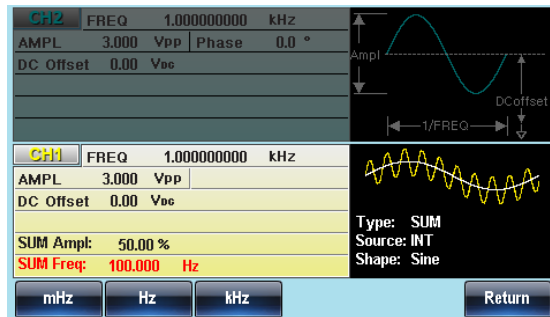 CH2 FREQ 1.000000000 kHz
AMPL 3.000 Vpp Phase 0.0 °
DC Offset 0.00 VDC
Ampl
DCoffset
1/FREQ
CH1 FREQ 1.000000000 kHz
AMPL 3.000 Vpp
DC Offset 0.00 VDC
SUM Ampl: 50.00 %
SUM Freq: 100.000 Hz
Type: SUM
Source: INT
Shape: Sine
mHz Hz kHz Return